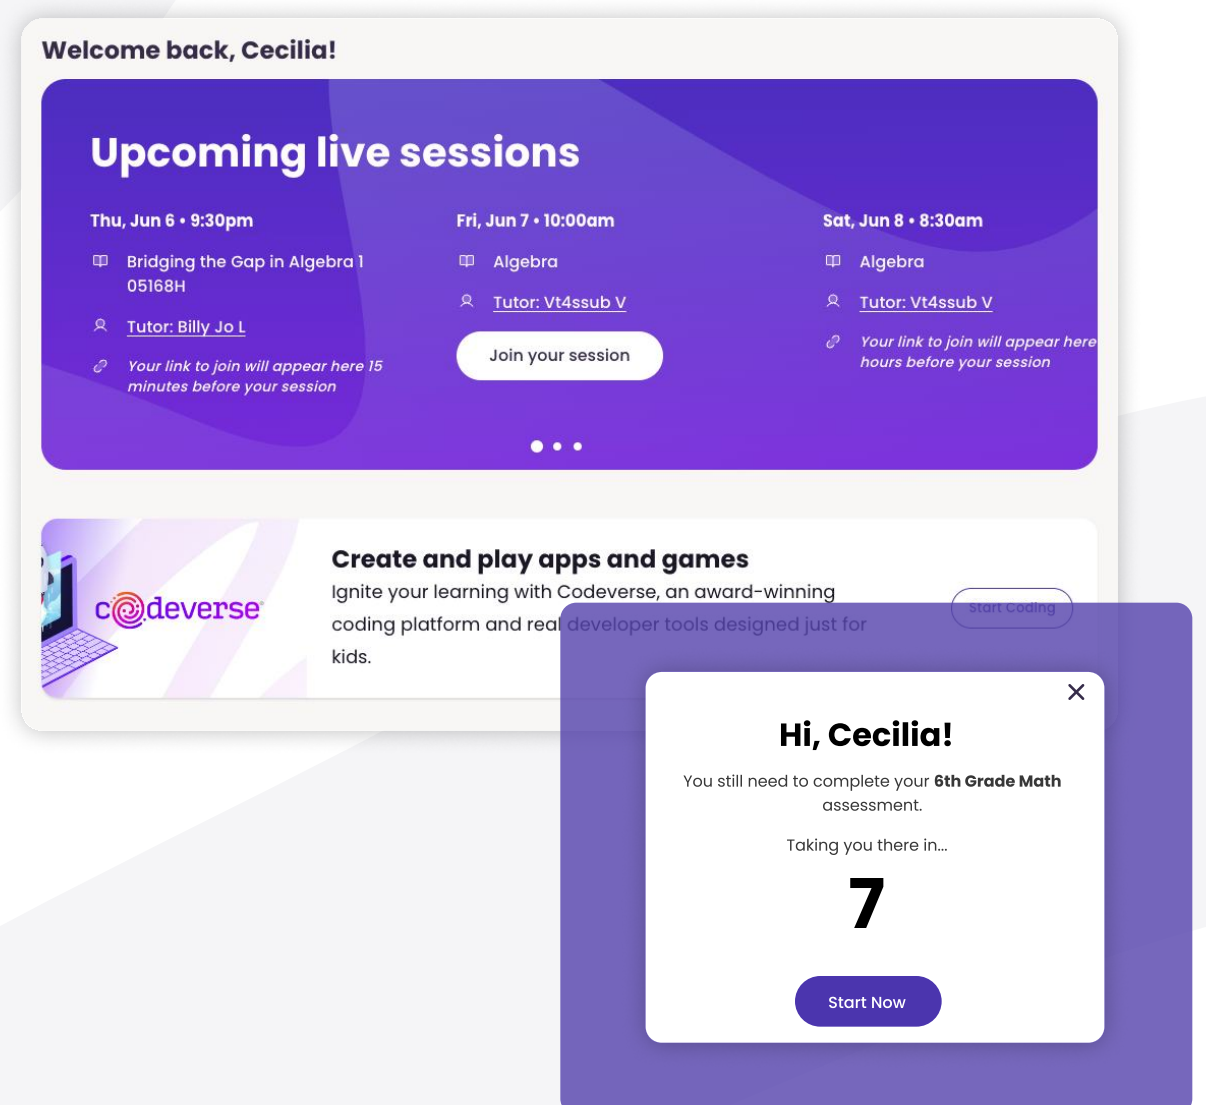 Welcome back, Cecilia!
Upcoming live sessions
Thu, Jun 6 • 9:30pm
Bridging the Gap in Algebra 1
05168H
Tutor: Billy Jo L
Your link to join will appear here 15
minutes before your session
Fri, Jun 7 • 10:00am
Algebra
Tutor: Vt4ssub V
Join your session
Sat, Jun 8 • 8:30am
Algebra
Tutor: Vt4ssub V
Your link to join will appear here
hours before your session
codeverse
Create and play apps and games
Ignite your learning with Codeverse, an award-winning
coding platform and real developer tools designed just for
kids.
Start Coding
Hi, Cecilia!
You still need to complete your 6th Grade Math
assessment.
Taking you there in...
7
Start Now